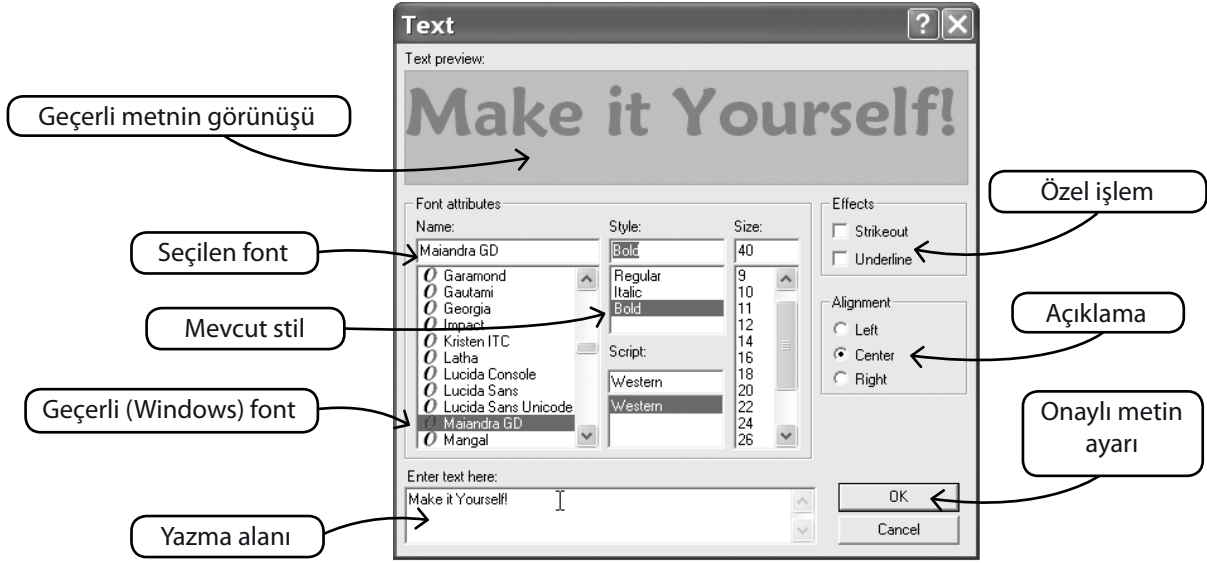 Text
Text preview:
Make it Yourself!
Geçerli metnin görünüşü
Özel işlem
Font attributes
Name:
Style:
Size:
Effects
Maiandra GD
Bold
40
Strikeout
Underline
Seçilen font
Garamond
Gautami
Georgia
Impact
Kristen ITC
Latha
Lucida Console
Lucida Sans
Lucida Sans Unicode
Maiandra GD
Mangal
Regular
Italic
Bold
9
10
11
12
14
16
18
20
22
24
26
Mevcut stil
Script:
Western
Western
Alignment
Left
Center
Right
Açıklama
Geçerli (Windows) font
Onaylı metin
ayarı
Enter text here:
Make it Yourself!
OK
Cancel
Yazma alanı